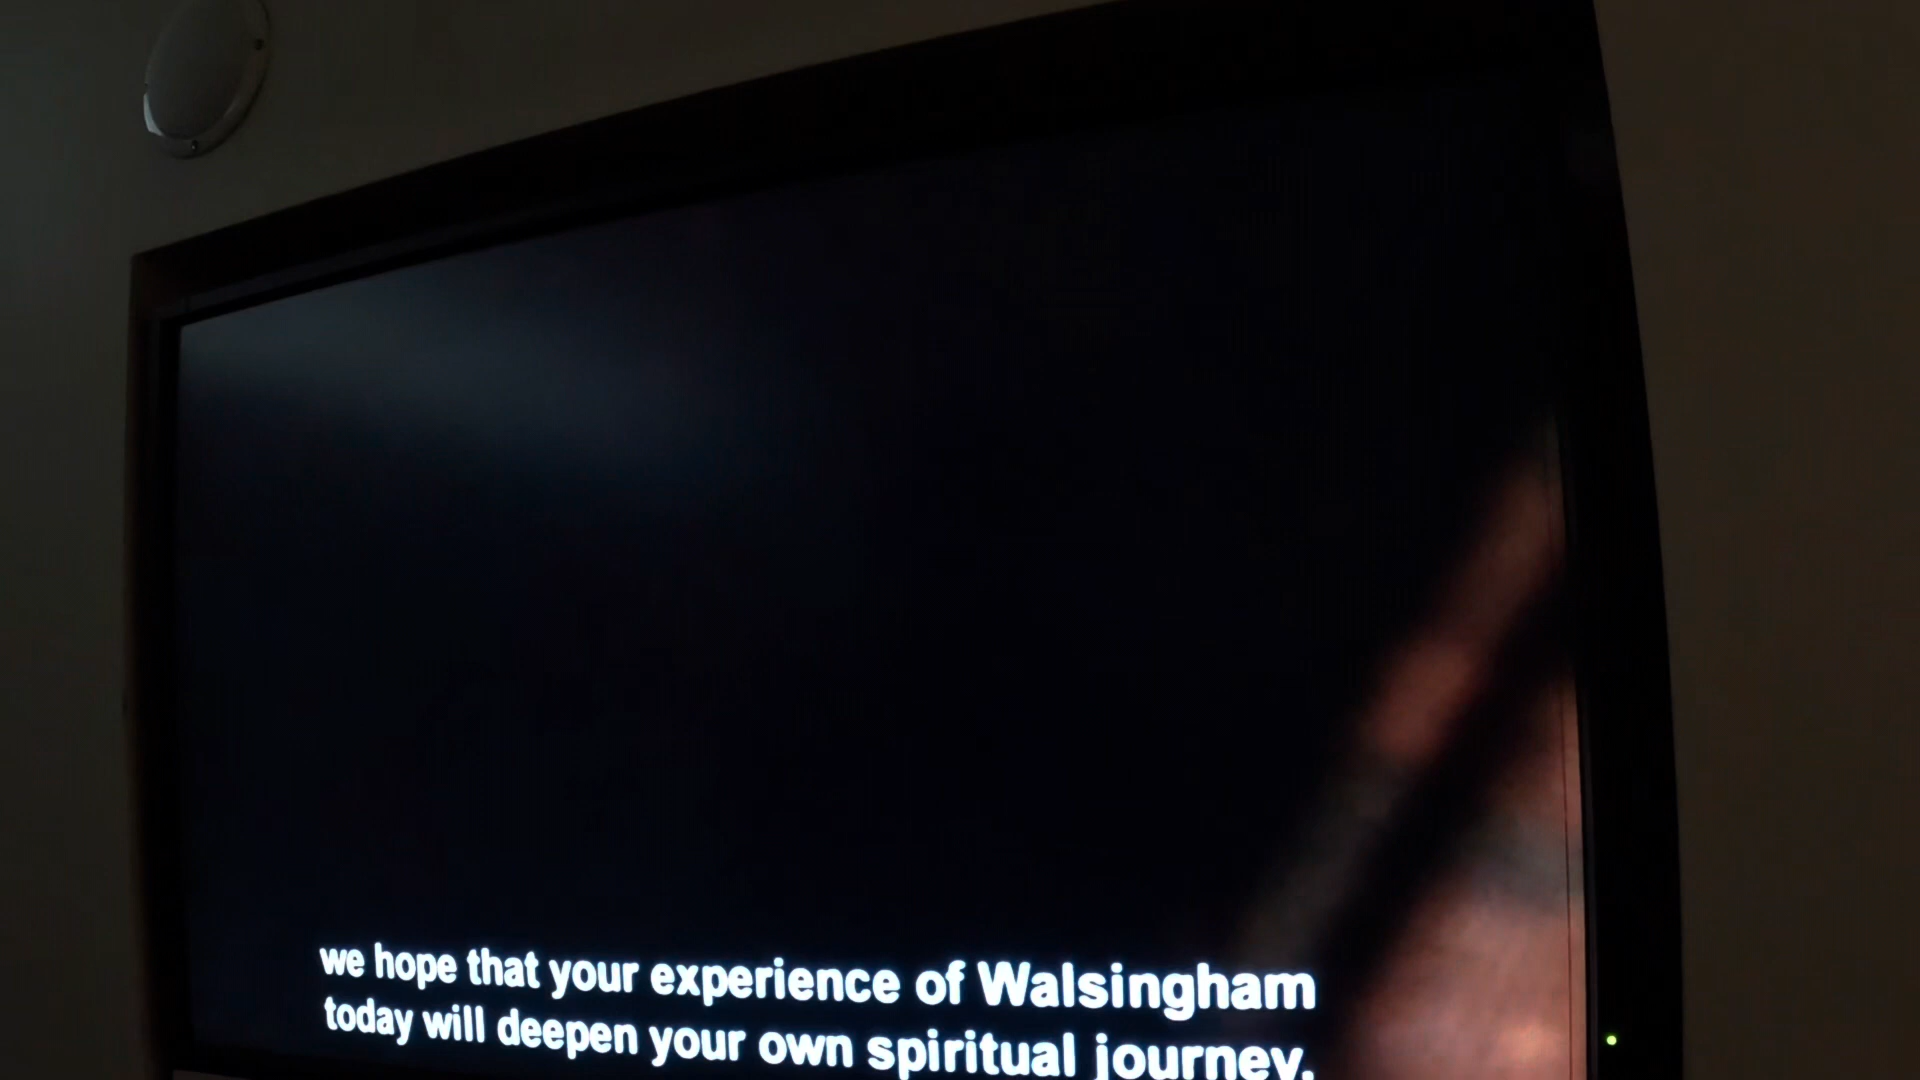 we hope that your experience of Walsingham
today will deepen your own spiritual journey.